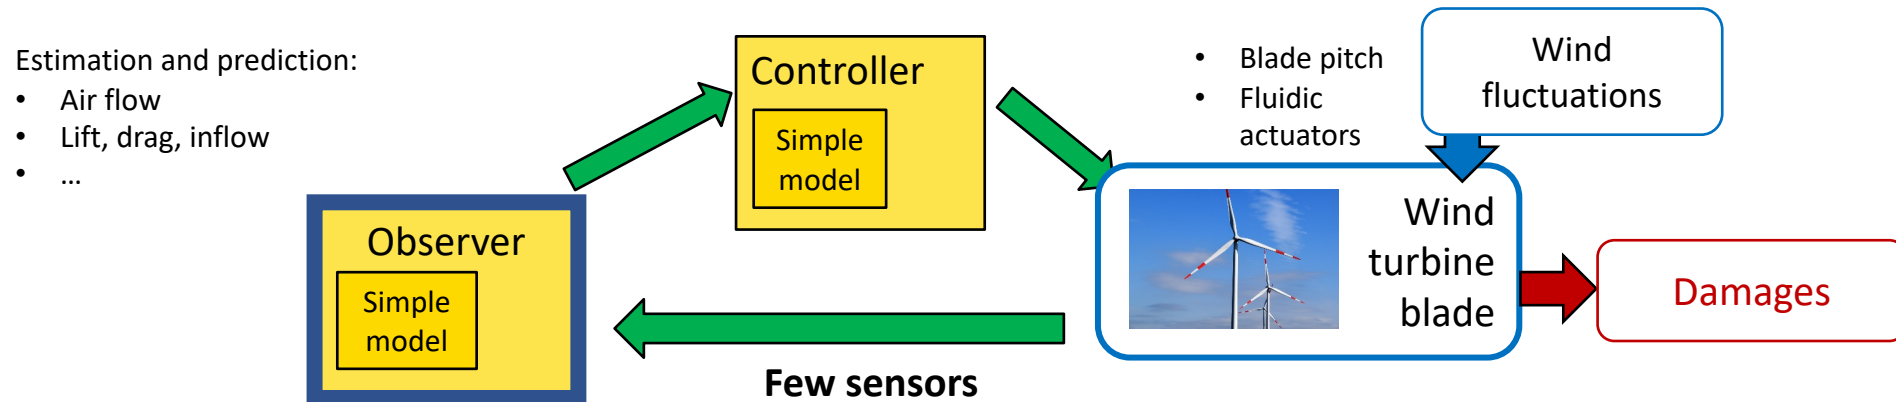 Estimation and prediction:
• Air flow
• Lift, drag, inflow
• ...
Observer
Simple
model
Controller
Simple
model
• Blade pitch
• Fluidic
actuators
Wind
fluctuations
Wind
turbine
blade
Damages
Few sensors